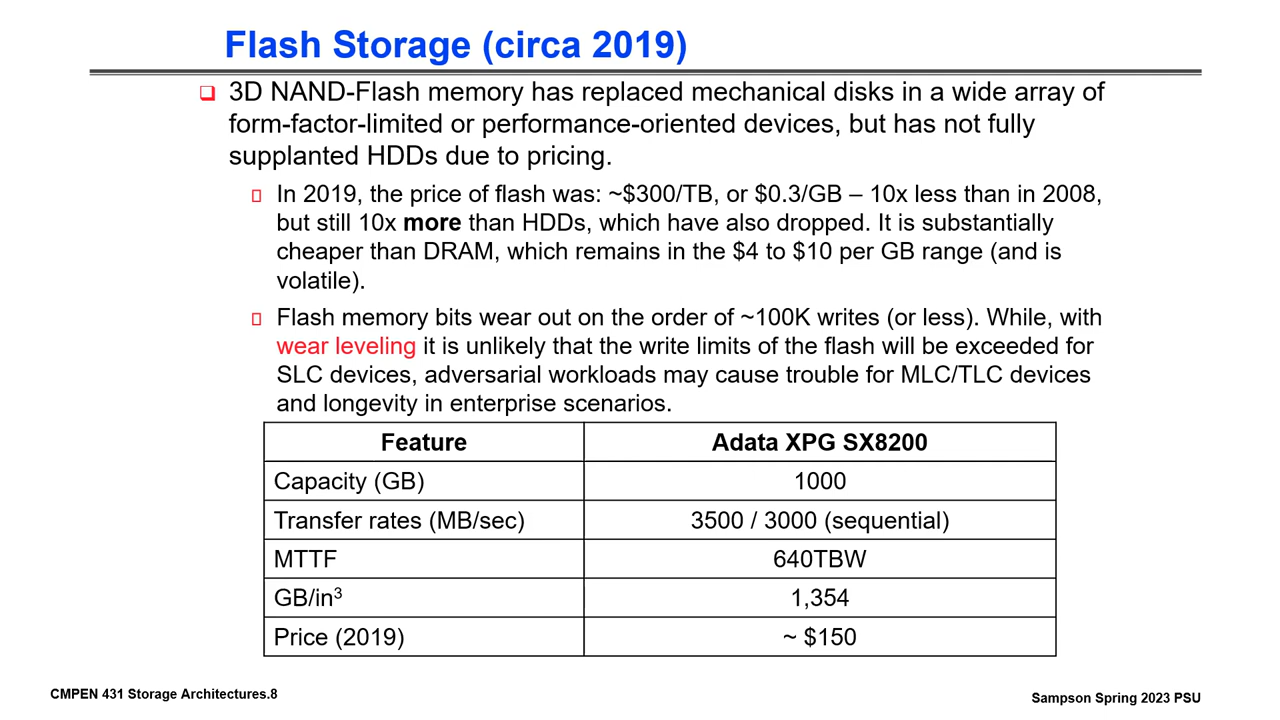 Flash Storage (circa 2019)
3D NAND-Flash memory has replaced mechanical disks in a wide array of
form-factor-limited or performance-oriented devices, but has not fully
supplanted HDDs due to pricing.
In 2019, the price of flash was: ~$300/TB, or $0.3/GB – 10x less than in 2008,
but still 10x more than HDDs, which have also dropped. It is substantially
cheaper than DRAM, which remains in the $4 to $10 per GB range (and is
volatile).
Flash memory bits wear out on the order of ~100K writes (or less). While, with
wear leveling it is unlikely that the write limits of the flash will be exceeded for
SLC devices, adversarial workloads may cause trouble for MLC/TLC devices
and longevity in enterprise scenarios.
Feature Adata XPG SX8200
Capacity (GB) 1000
Transfer rates (MB/sec) 3500 / 3000 (sequential)
MTTF 640TBW
GB/in³ 1,354
Price (2019) ~ $150
CMPEN 431 Storage Architectures.8
Sampson Spring 2023 PSU